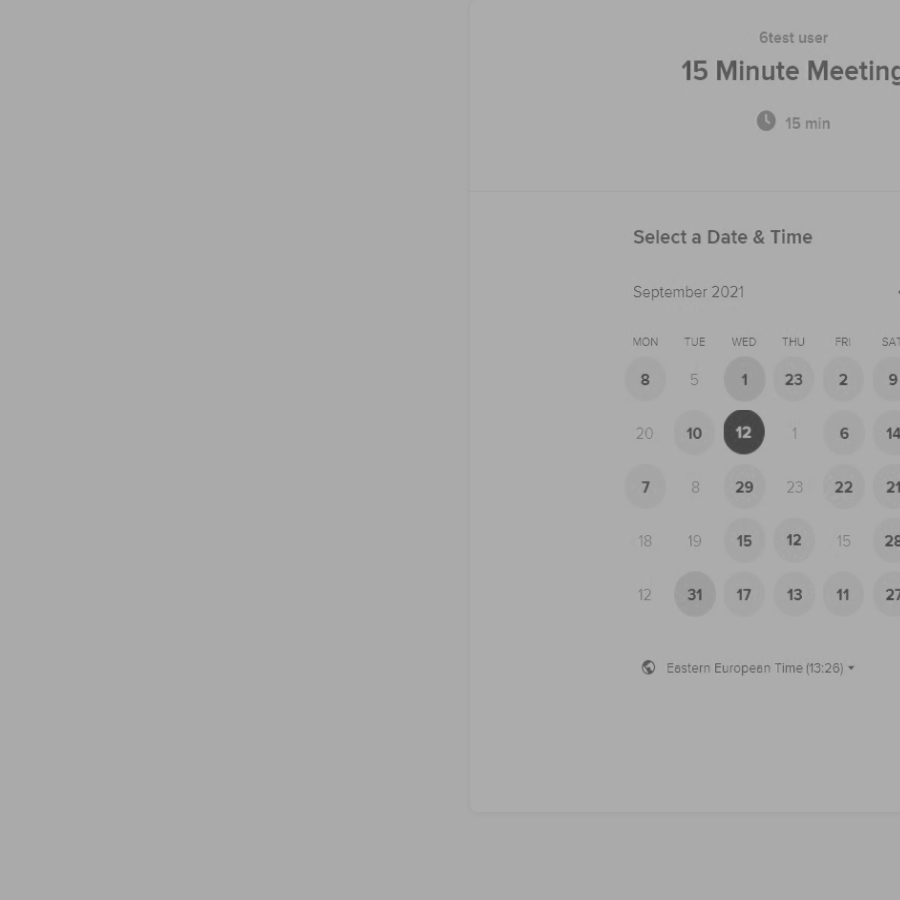 6test user
15 Minute Meeting
15 min
Select a Date & Time
September 2021
MON TUE WED THU FRI SAT
8 5 1 23 2 9
20 10 12 1 6 14
7 8 29 23 22 21
18 19 15 12 15 28
12 31 17 13 11 27
Eastern European Time (13:26)